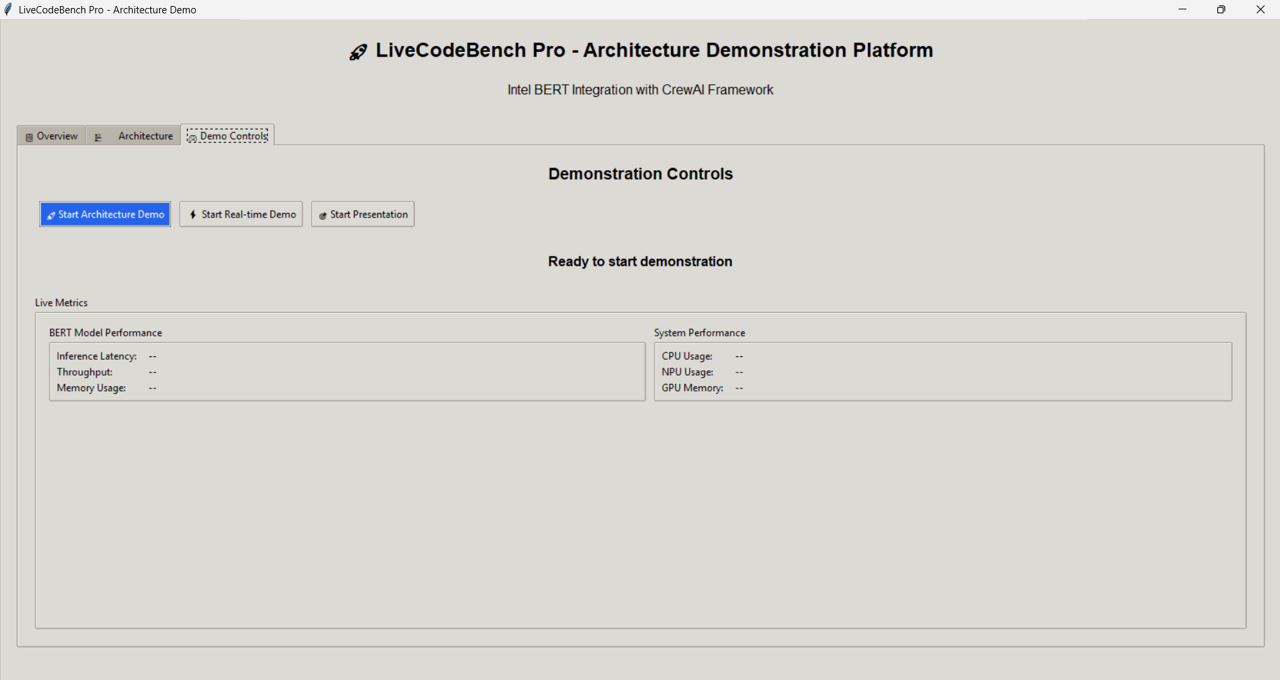 LiveCodeBench Pro - Architecture Demo
LiveCodeBench Pro - Architecture Demonstration Platform
Intel BERT Integration with CrewAI Framework
Overview
Architecture
Demo Controls
Demonstration Controls
Start Architecture Demo
Start Real-time Demo
Start Presentation
Ready to start demonstration
Live Metrics
BERT Model Performance
Inference Latency: --
Throughput: --
Memory Usage: --
System Performance
CPU Usage: --
NPU Usage: --
GPU Memory: --